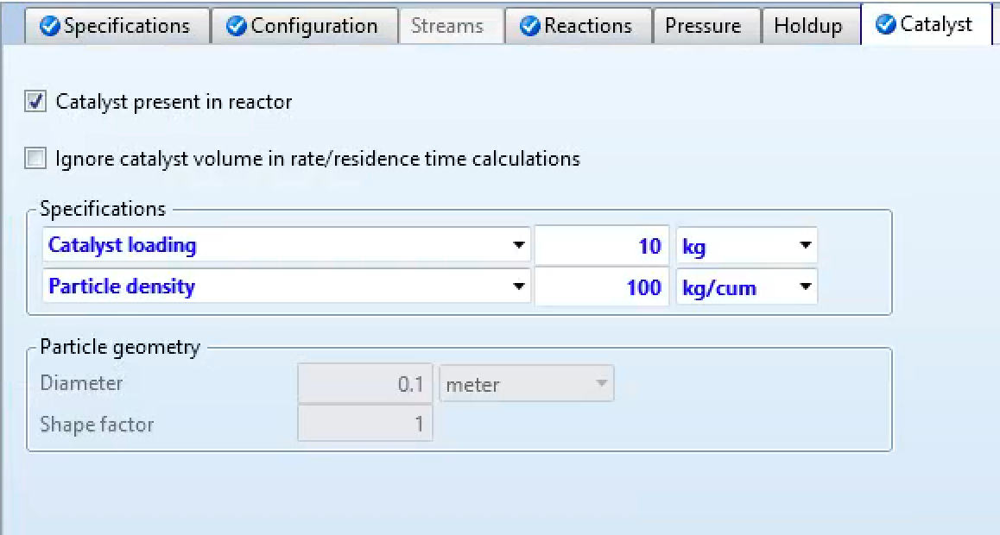 Specifications Configuration Streams Reactions Pressure Holdup Catalyst
Catalyst present in reactor
Ignore catalyst volume in rate/residence time calculations
Specifications
Catalyst loading 10 kg
Particle density 100 kg/cum
Particle geometry
Diameter 0.1 meter
Shape factor 1